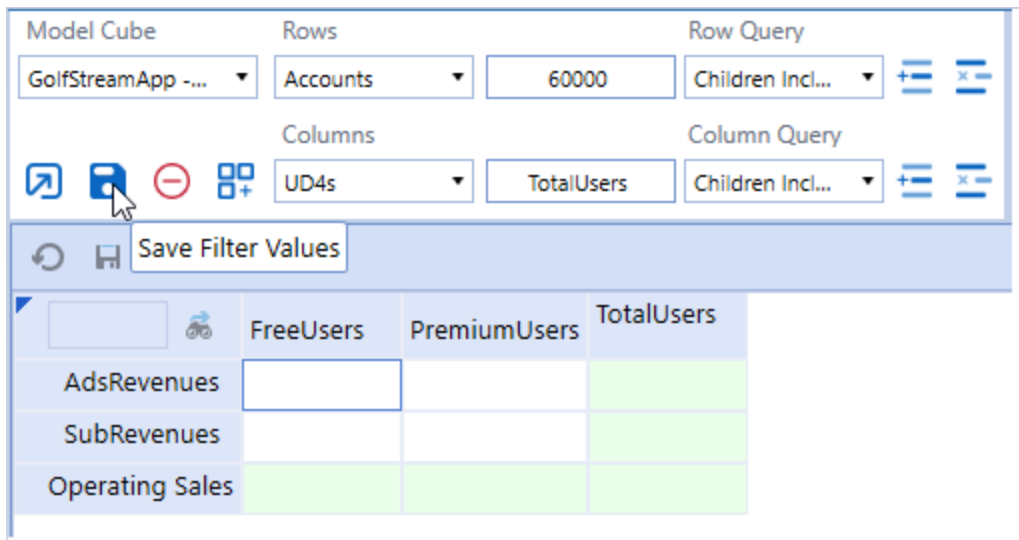 Model Cube Rows Row Query
GolfStreamApp -... Accounts 60000 Children Incl...
Columns Column Query
UD4s TotalUsers Children Incl...
Save Filter Values
FreeUsers PremiumUsers TotalUsers
AdsRevenues
SubRevenues
Operating Sales